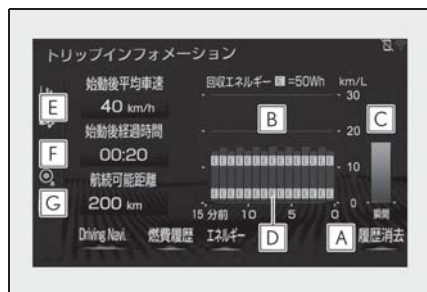 トリップインフォメーション
始動後平均車速
40 km/h
始動後経過時間
00:20
航続可能距離
200 km
回収エネルギー E =50Wh km/L
30
20
10
0
15 分前 10 5 0 瞬間
E
F
G
B
C
D
A
Driving Navi. 燃費履歴 エネルギー 履歴消去